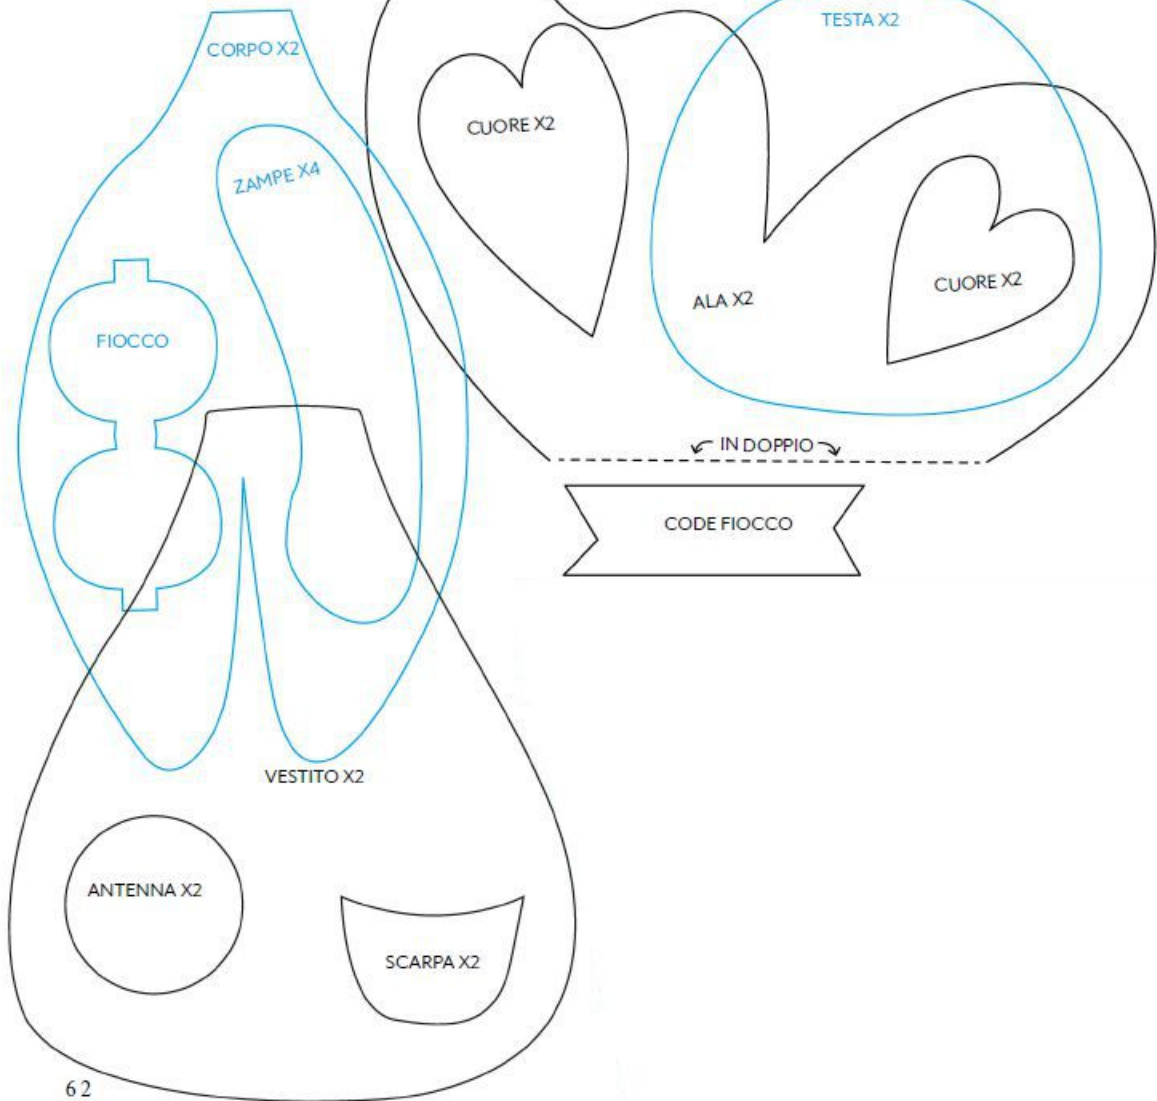 TESTA X2
CORPO X2
CUORE X2
ZAMPE X4
CUORE X2
ALA X2
FIOCCO
IN DOPPIO
CODE FIOCCO
VESTITO X2
ANTENNA X2
SCARPA X2
62